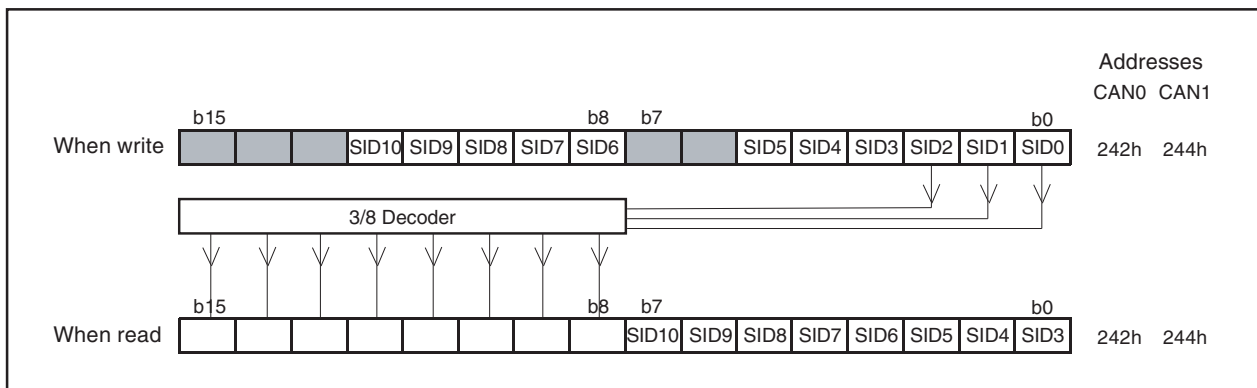 Addresses
CAN0 CAN1
b15 b8 b7 b0
When write SID10 SID9 SID8 SID7 SID6 SID5 SID4 SID3 SID2 SID1 SID0 242h 244h
3/8 Decoder
b15 b8 b7 b0
When read SID10 SID9 SID8 SID7 SID6 SID5 SID4 SID3 242h 244h